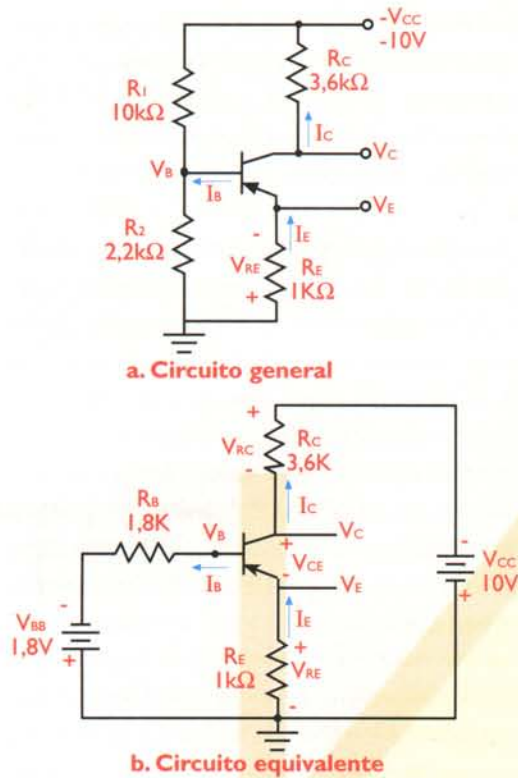 -VCC
-10V
RC
3,6kΩ
R1
10kΩ
IC
VB
VC
IB
VE
R2
2,2kΩ
-
IE
VRE
RE
1KΩ
+
a. Circuito general
+
RC
3,6K
VRC
-
RB
1,8K
IC
VB
VC
+
-
VCC
10V
+
IB
VCE
-
VE
-
VBB
1,8V
+
IE
RE
1kΩ
+
VRE
-
b. Circuito equivalente